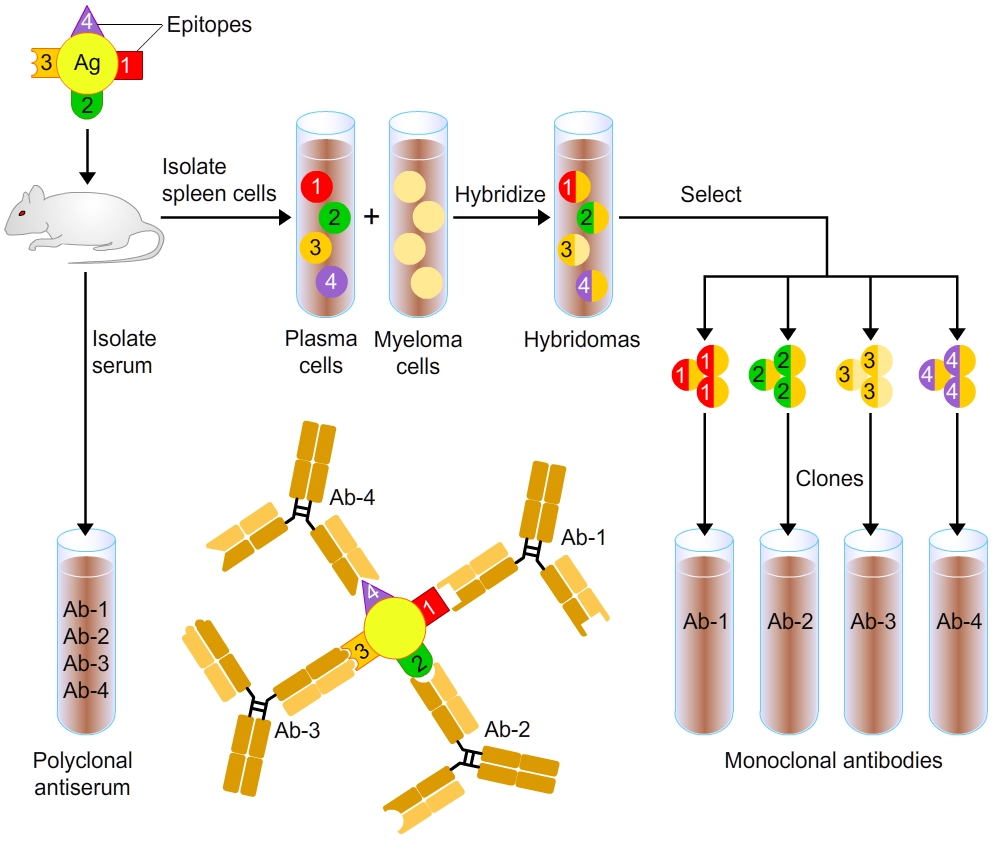 4
Epitopes
3
Ag
1
2
Isolate
spleen cells
1
2
3
4
+
Plasma
cells
Myeloma
cells
Hybridize
1
2
3
4
Hybridomas
Select
1
1
1
2
2
2
3
3
3
4
4
4
Clones
Isolate
serum
Ab-1
Ab-2
Ab-3
Ab-4
Polyclonal
antiserum
Ab-4
Ab-1
4
1
3
2
Ab-3
Ab-2
Ab-1
Ab-2
Ab-3
Ab-4
Monoclonal antibodies